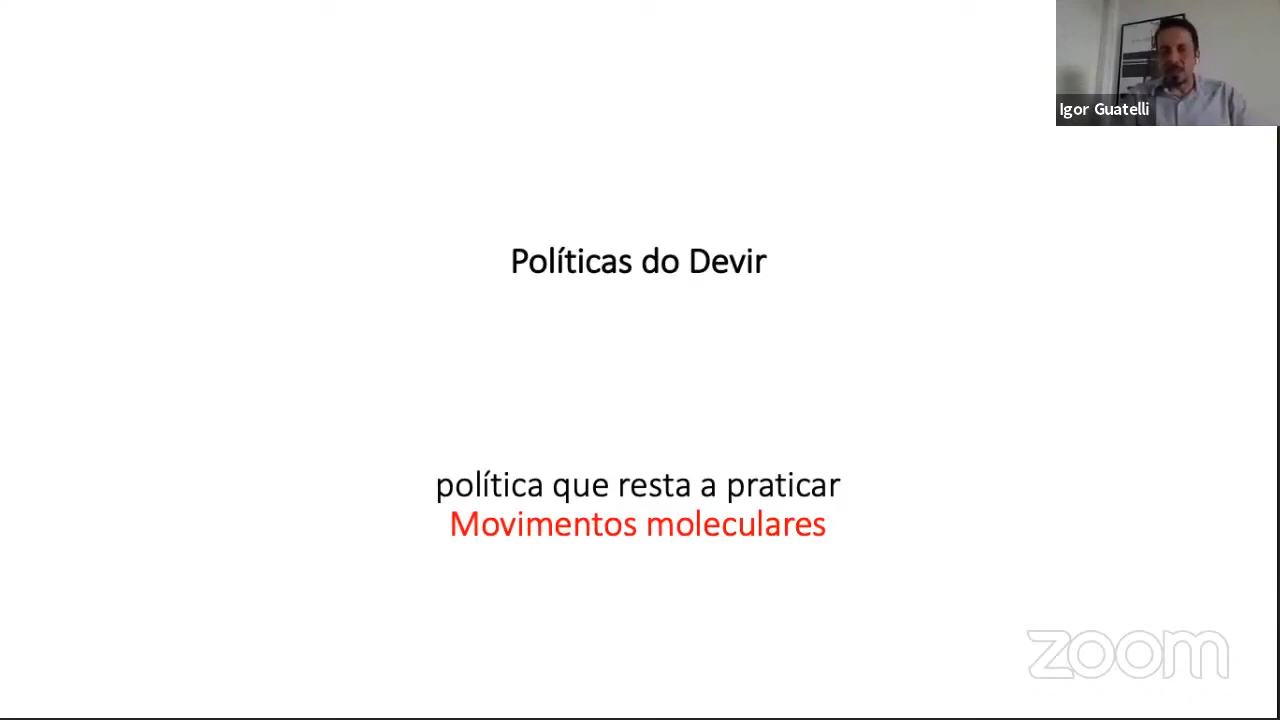 Igor Guatelli
Políticas do Devir
política que resta a praticar
Movimentos moleculares
zoom